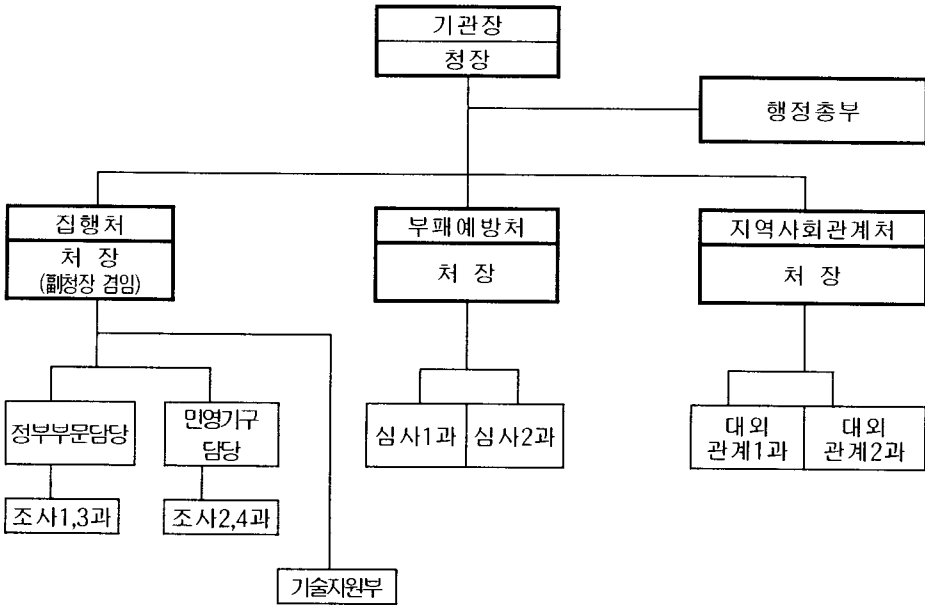 기관장
청장
행정총부
집행처
처 장
(副청장 겸임)
부패예방처
처 장
지역사회관계처
처 장
정부부문담당
민영기구
담당
조사1,3과
조사2,4과
기술지원부
심사1과
심사2과
대외
관계1과
대외
관계2과